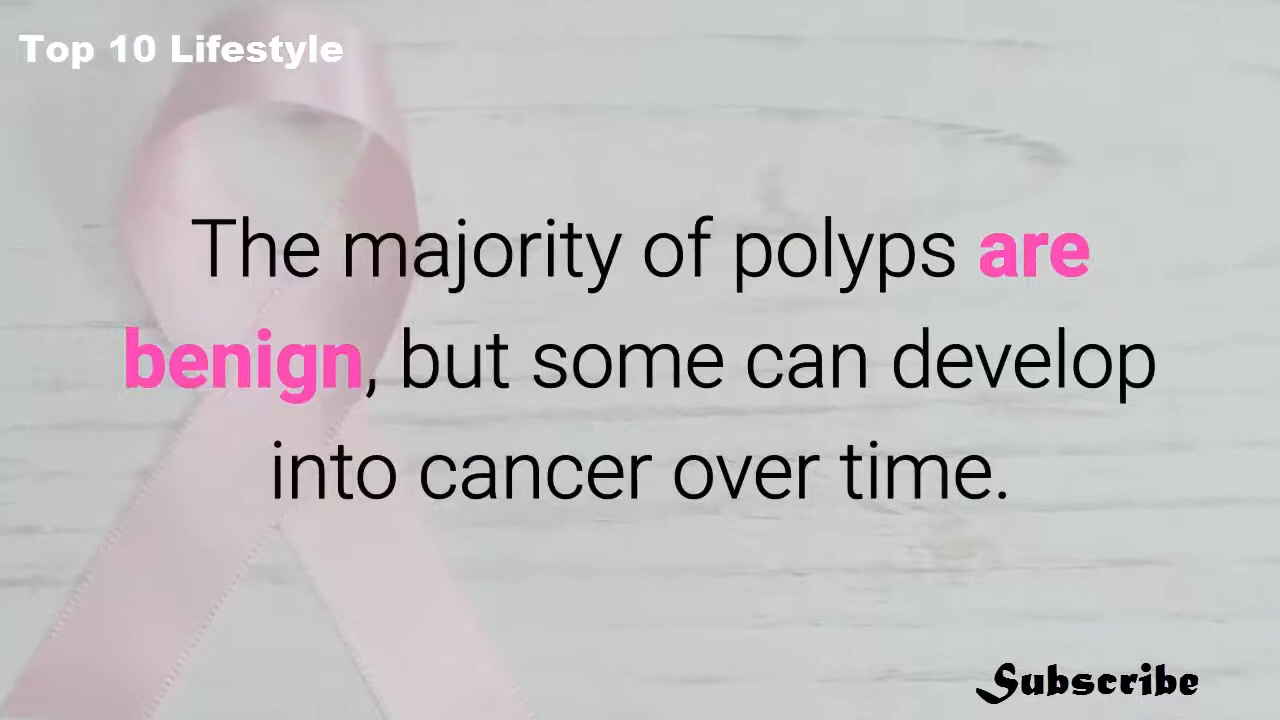 Top 10 Lifestyle
The majority of polyps are
benign, but some can develop
into cancer over time.
Subscribe